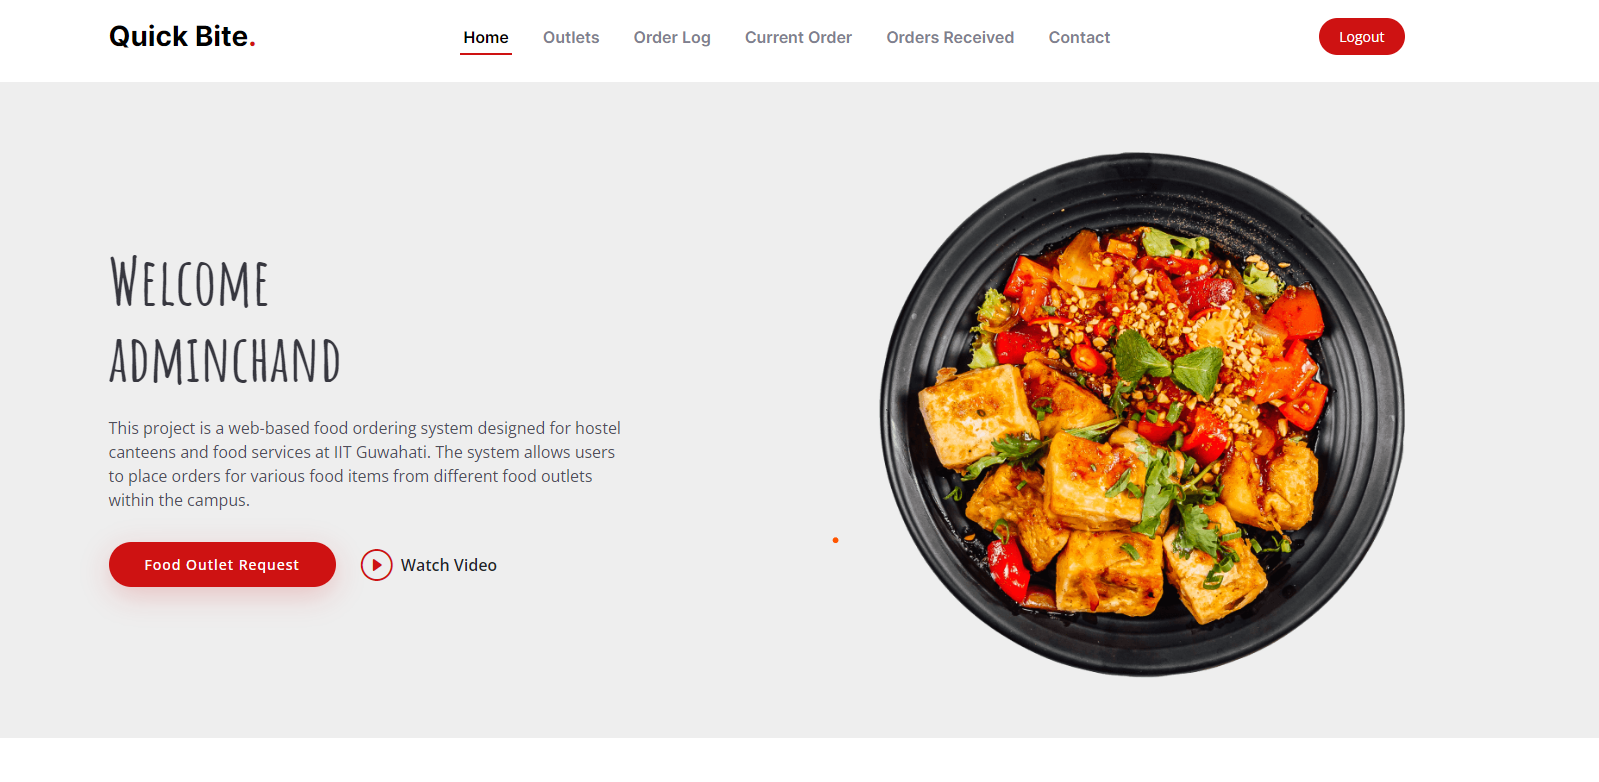 Quick Bite.
Home Outlets Order Log Current Order Orders Received Contact
Logout
Welcome
adminchand
This project is a web-based food ordering system designed for hostel
canteens and food services at IIT Guwahati. The system allows users
to place orders for various food items from different food outlets
within the campus.
Food Outlet Request
Watch Video